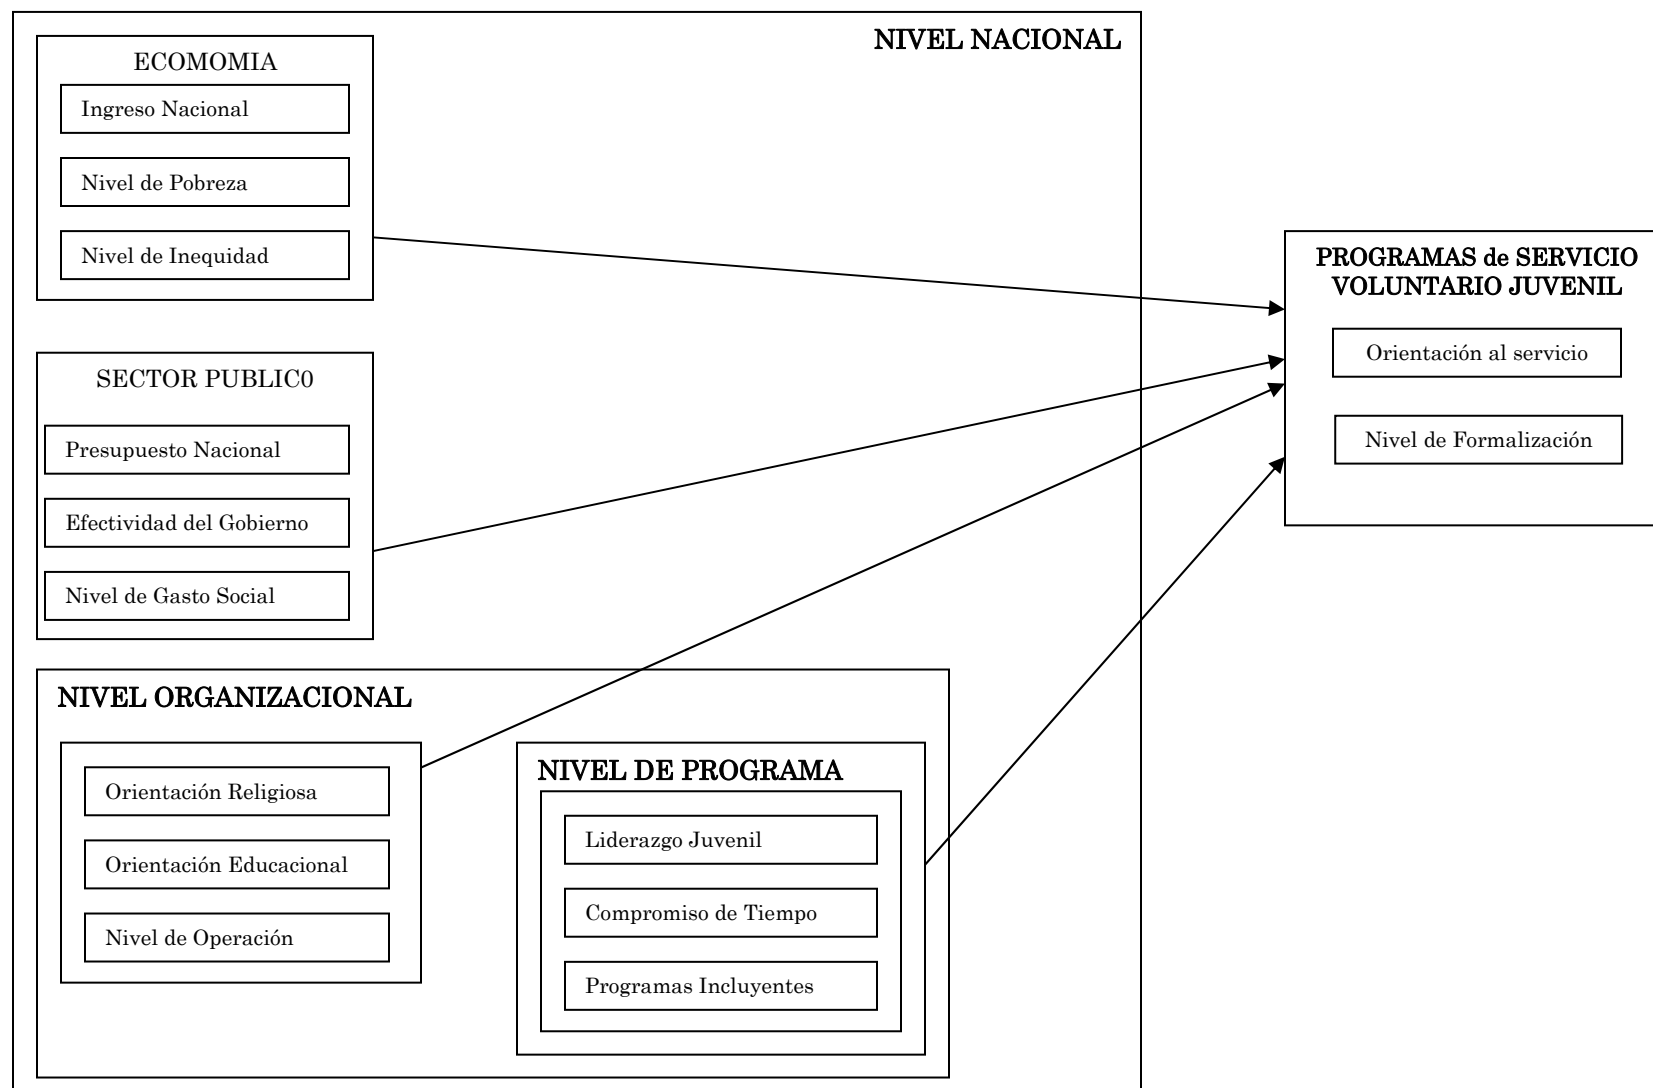 NIVEL NACIONAL
ECOMOMIA
Ingreso Nacional
Nivel de Pobreza
Nivel de Inequidad
SECTOR PUBLIC0
Presupuesto Nacional
Efectividad del Gobierno
Nivel de Gasto Social
NIVEL ORGANIZACIONAL
Orientación Religiosa
Orientación Educacional
Nivel de Operación
NIVEL DE PROGRAMA
Liderazgo Juvenil
Compromiso de Tiempo
Programas Incluyentes
PROGRAMAS de SERVICIO
VOLUNTARIO JUVENIL
Orientación al servicio
Nivel de Formalización